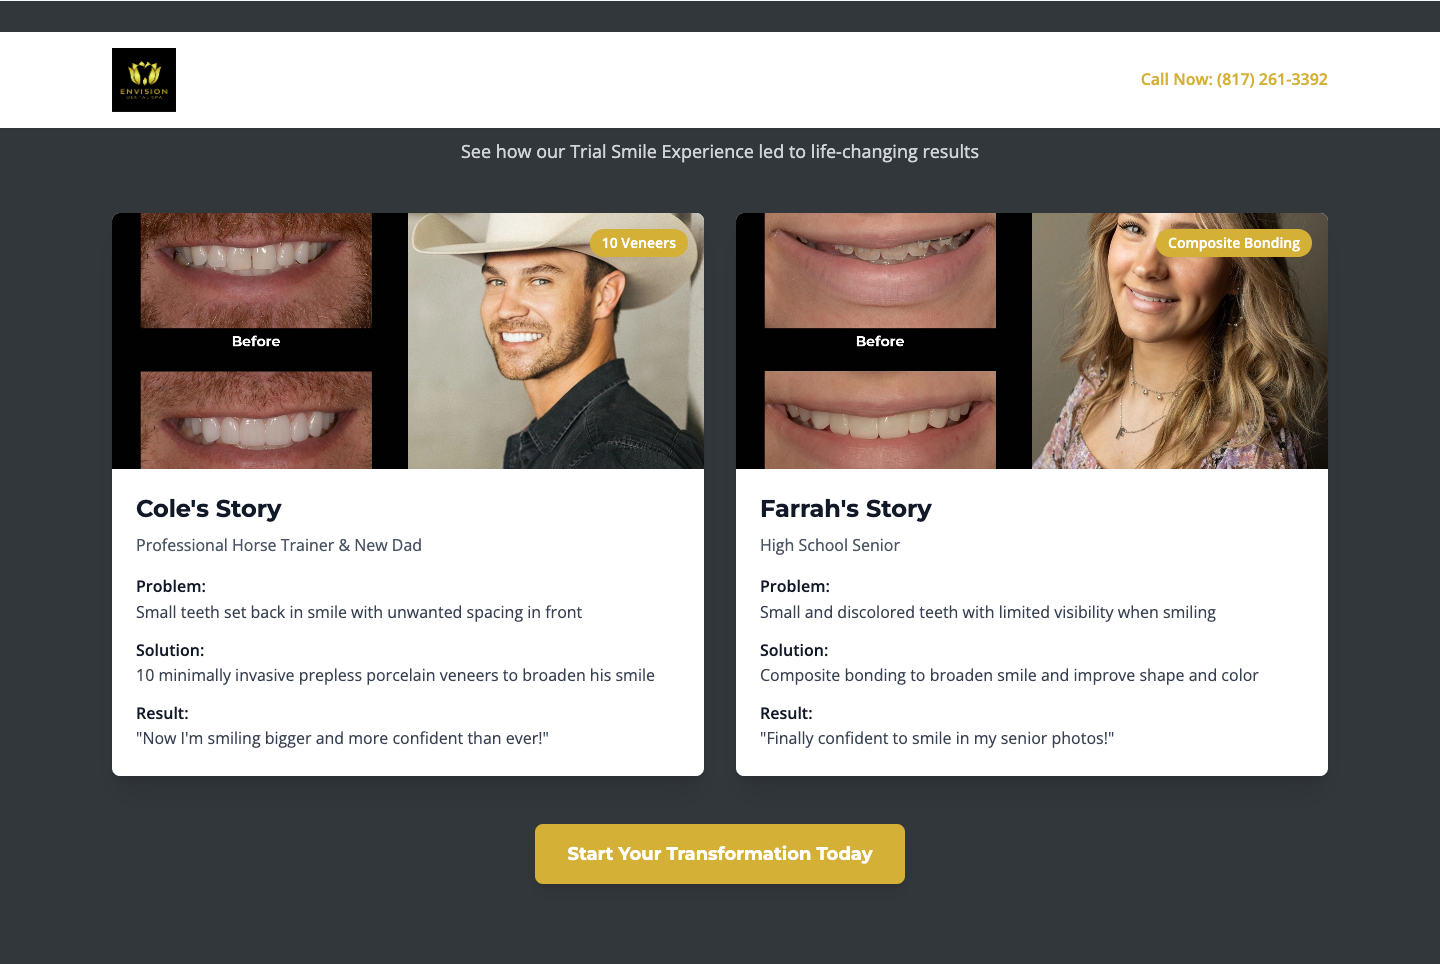 ENVISION
DENTAL SPA
Call Now: (817) 261-3392
See how our Trial Smile Experience led to life-changing results
10 Veneers
Before
Cole's Story
Professional Horse Trainer & New Dad
Problem:
Small teeth set back in smile with unwanted spacing in front
Solution:
10 minimally invasive prepless porcelain veneers to broaden his smile
Result:
"Now I'm smiling bigger and more confident than ever!"
Composite Bonding
Before
Farrah's Story
High School Senior
Problem:
Small and discolored teeth with limited visibility when smiling
Solution:
Composite bonding to broaden smile and improve shape and color
Result:
"Finally confident to smile in my senior photos!"
Start Your Transformation Today